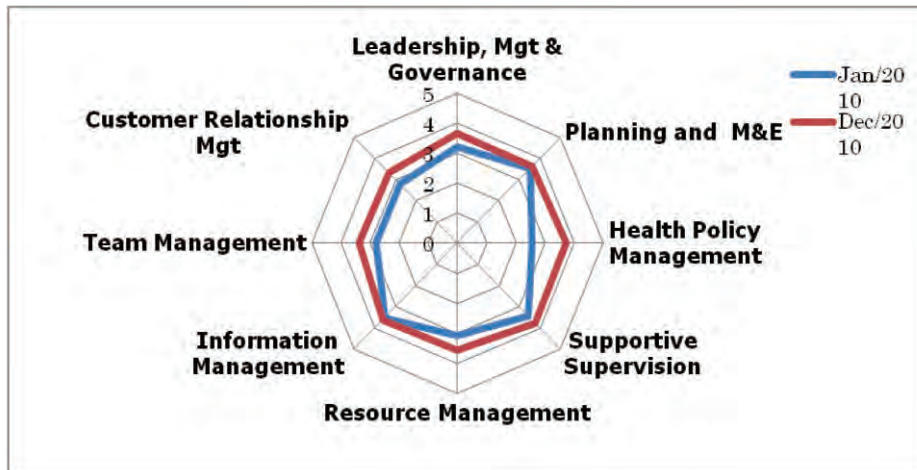 Leadership, Mgt &
Governance
Jan/20
10
Dec/20
10
5
4
3
2
1
0
Customer Relationship
Mgt
Planning and M&E
Team Management
Health Policy
Management
Information
Management
Supportive
Supervision
Resource Management